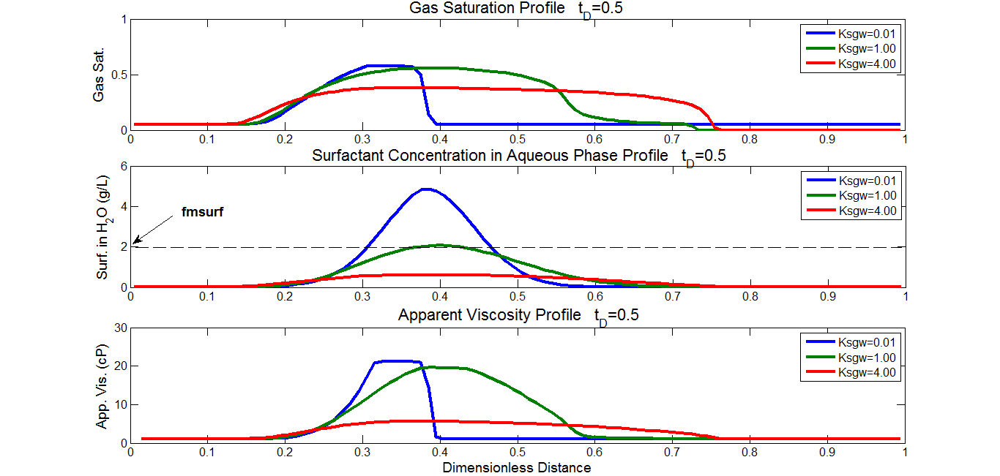 Gas Saturation Profile t_D=0.5
Gas Sat.
1
0.5
0
0 0.1 0.2 0.3 0.4 0.5 0.6 0.7 0.8 0.9 1
Ksgw=0.01
Ksgw=1.00
Ksgw=4.00
Surfactant Concentration in Aqueous Phase Profile t_D=0.5
Surf. in H_2O (g/L)
6
4
2
0
fmsurf
0 0.1 0.2 0.3 0.4 0.5 0.6 0.7 0.8 0.9 1
Ksgw=0.01
Ksgw=1.00
Ksgw=4.00
Apparent Viscosity Profile t_D=0.5
App. Vis. (cP)
30
20
10
0
0 0.1 0.2 0.3 0.4 0.5 0.6 0.7 0.8 0.9 1
Ksgw=0.01
Ksgw=1.00
Ksgw=4.00
Dimensionless Distance